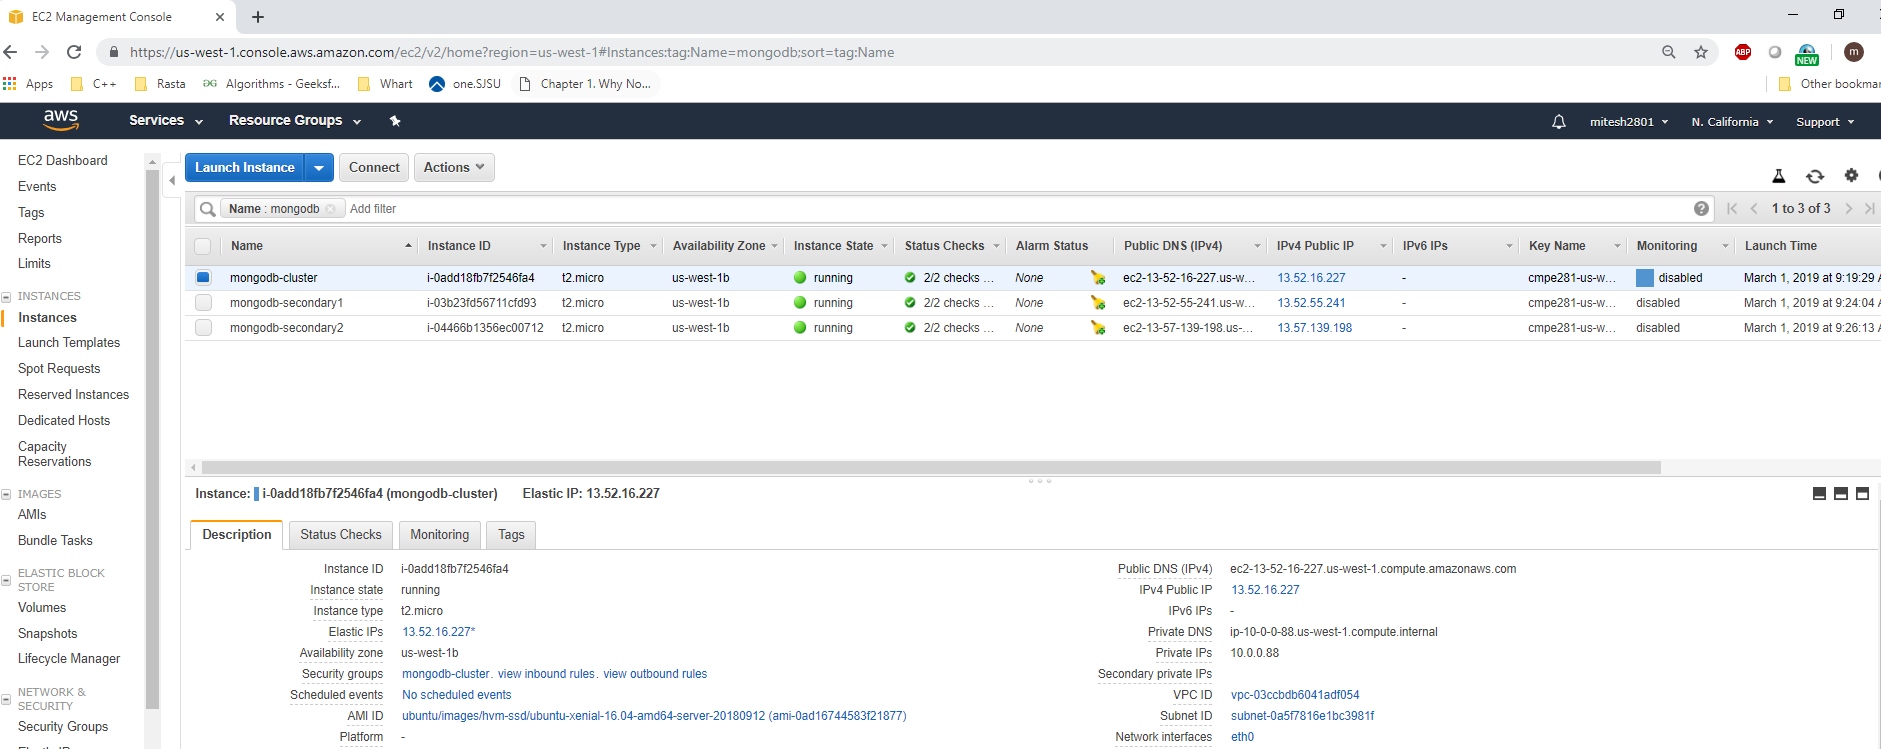 EC2 Management Console
https://us-west-1.console.aws.amazon.com/ec2/v2/home?region=us-west-1#Instances:tag:Name=mongodb;sort=tag:Name
ABP
NEW
m
Apps C++ Rasta Algorithms - Geeksf... Whart one.SJSU Chapter 1. Why No... Other bookmar
aws Services Resource Groups mitesh2801 N. California Support
EC2 Dashboard
Events
Tags
Reports
Limits
INSTANCES
Instances
Launch Templates
Spot Requests
Reserved Instances
Dedicated Hosts
Capacity
Reservations
IMAGES
AMIs
Bundle Tasks
ELASTIC BLOCK
STORE
Volumes
Snapshots
Lifecycle Manager
NETWORK &
SECURITY
Security Groups
Launch Instance Connect Actions
Name : mongodb Add filter 1 to 3 of 3
Name Instance ID Instance Type Availability Zone Instance State Status Checks Alarm Status Public DNS (IPv4) IPv4 Public IP IPv6 IPs Key Name Monitoring Launch Time
mongodb-cluster i-0add18fb7f2546fa4 t2.micro us-west-1b running 2/2 checks ... None ec2-13-52-16-227.us-w... 13.52.16.227 - cmpe281-us-w... disabled March 1, 2019 at 9:19:29 A
mongodb-secondary1 i-03b23fd56711cfd93 t2.micro us-west-1b running 2/2 checks ... None ec2-13-52-55-241.us-w... 13.52.55.241 - cmpe281-us-w... disabled March 1, 2019 at 9:24:04 A
mongodb-secondary2 i-04466b1356ec00712 t2.micro us-west-1b running 2/2 checks ... None ec2-13-57-139-198.us-... 13.57.139.198 - cmpe281-us-w... disabled March 1, 2019 at 9:26:13 A
Instance: i-0add18fb7f2546fa4 (mongodb-cluster) Elastic IP: 13.52.16.227
Description Status Checks Monitoring Tags
Instance ID i-0add18fb7f2546fa4
Instance state running
Instance type t2.micro
Elastic IPs 13.52.16.227*
Availability zone us-west-1b
Security groups mongodb-cluster. view inbound rules. view outbound rules
Scheduled events No scheduled events
AMI ID ubuntu/images/hvm-ssd/ubuntu-xenial-16.04-amd64-server-20180912 (ami-0ad16744583f21877)
Platform -
Public DNS (IPv4) ec2-13-52-16-227.us-west-1.compute.amazonaws.com
IPv4 Public IP 13.52.16.227
IPv6 IPs -
Private DNS ip-10-0-0-88.us-west-1.compute.internal
Private IPs 10.0.0.88
Secondary private IPs
VPC ID vpc-03ccbdb6041adf054
Subnet ID subnet-0a5f7816e1bc3981f
Network interfaces eth0